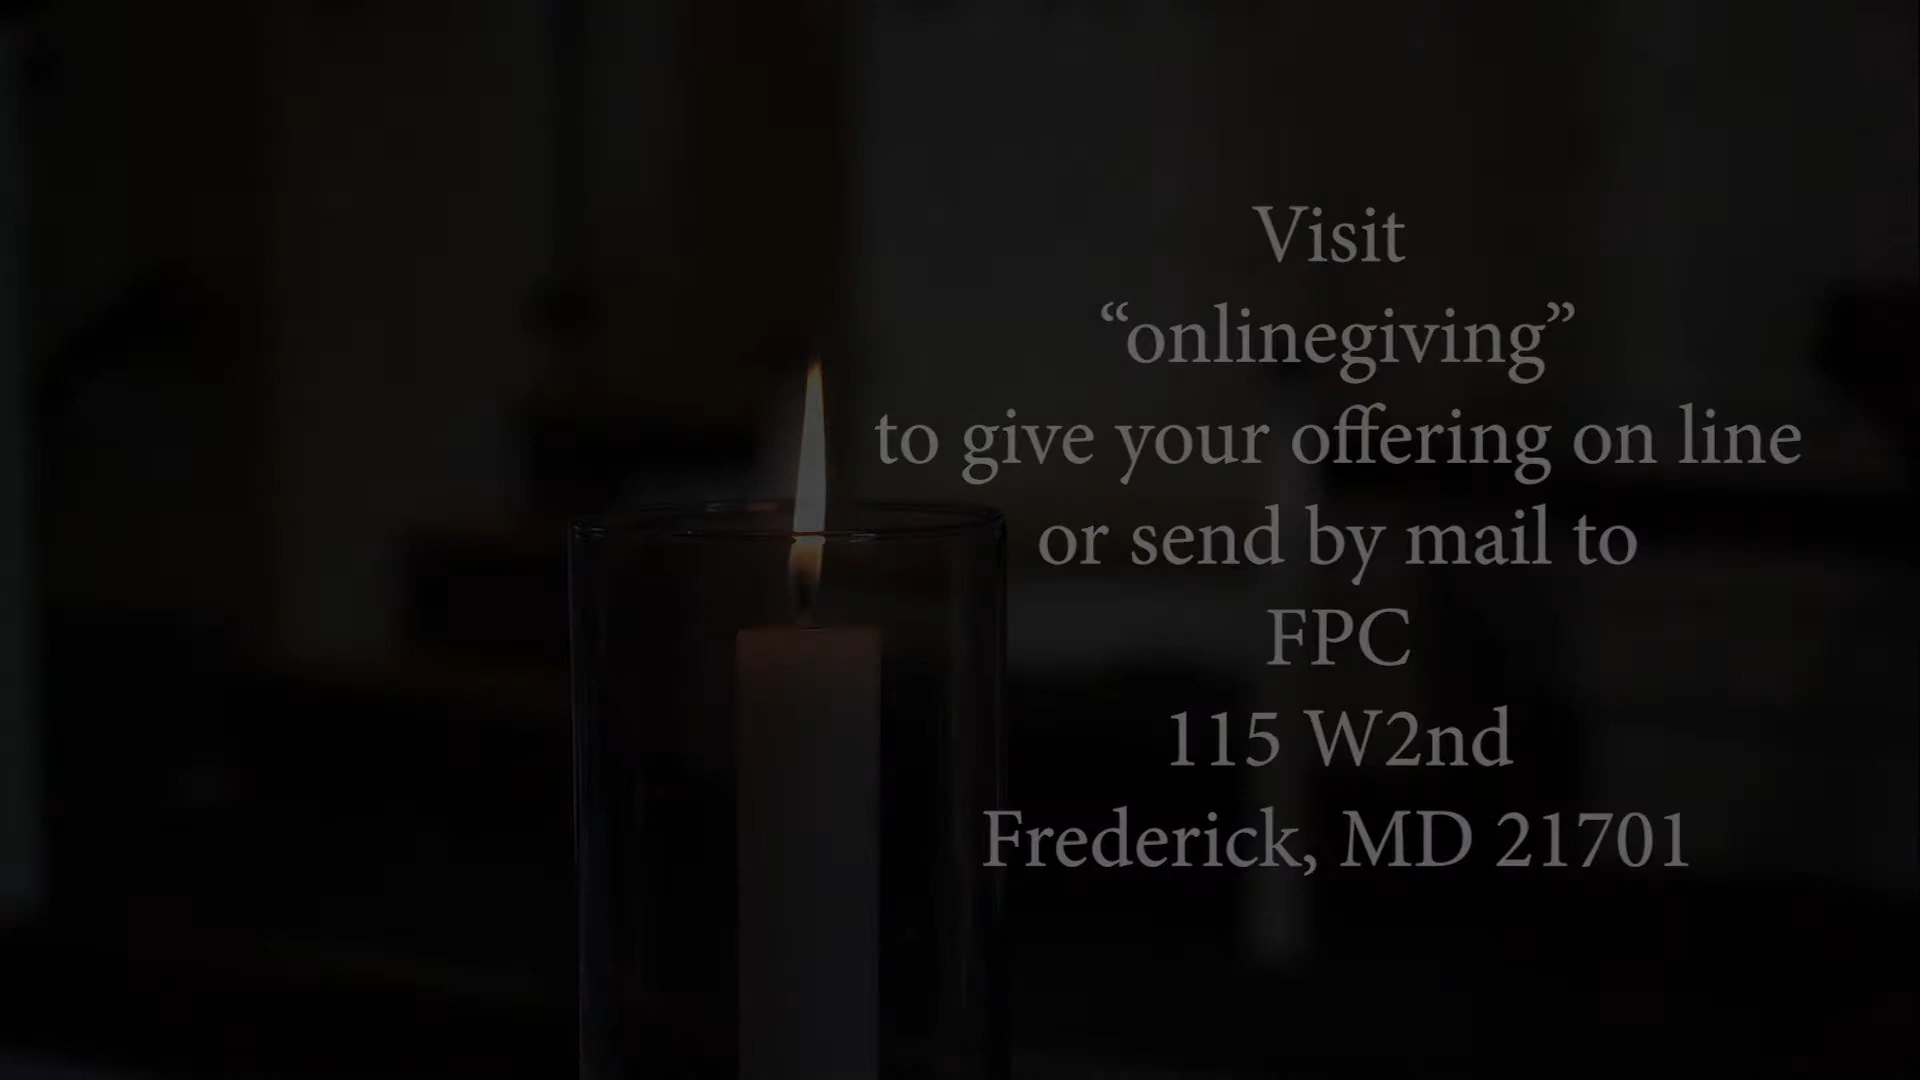 Visit
“onlinegiving”
to give your offering on line
or send by mail to
FPC
115 W2nd
Frederick, MD 21701